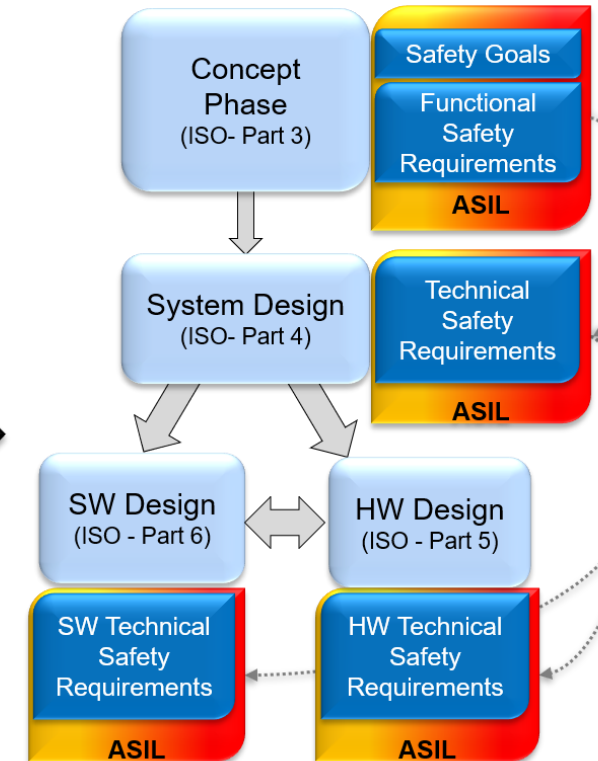 Concept
Phase
(ISO- Part 3)
Safety Goals
Functional
Safety
Requirements
ASIL
System Design
(ISO- Part 4)
Technical
Safety
Requirements
ASIL
SW Design
(ISO - Part 6)
HW Design
(ISO - Part 5)
SW Technical
Safety
Requirements
ASIL
HW Technical
Safety
Requirements
ASIL